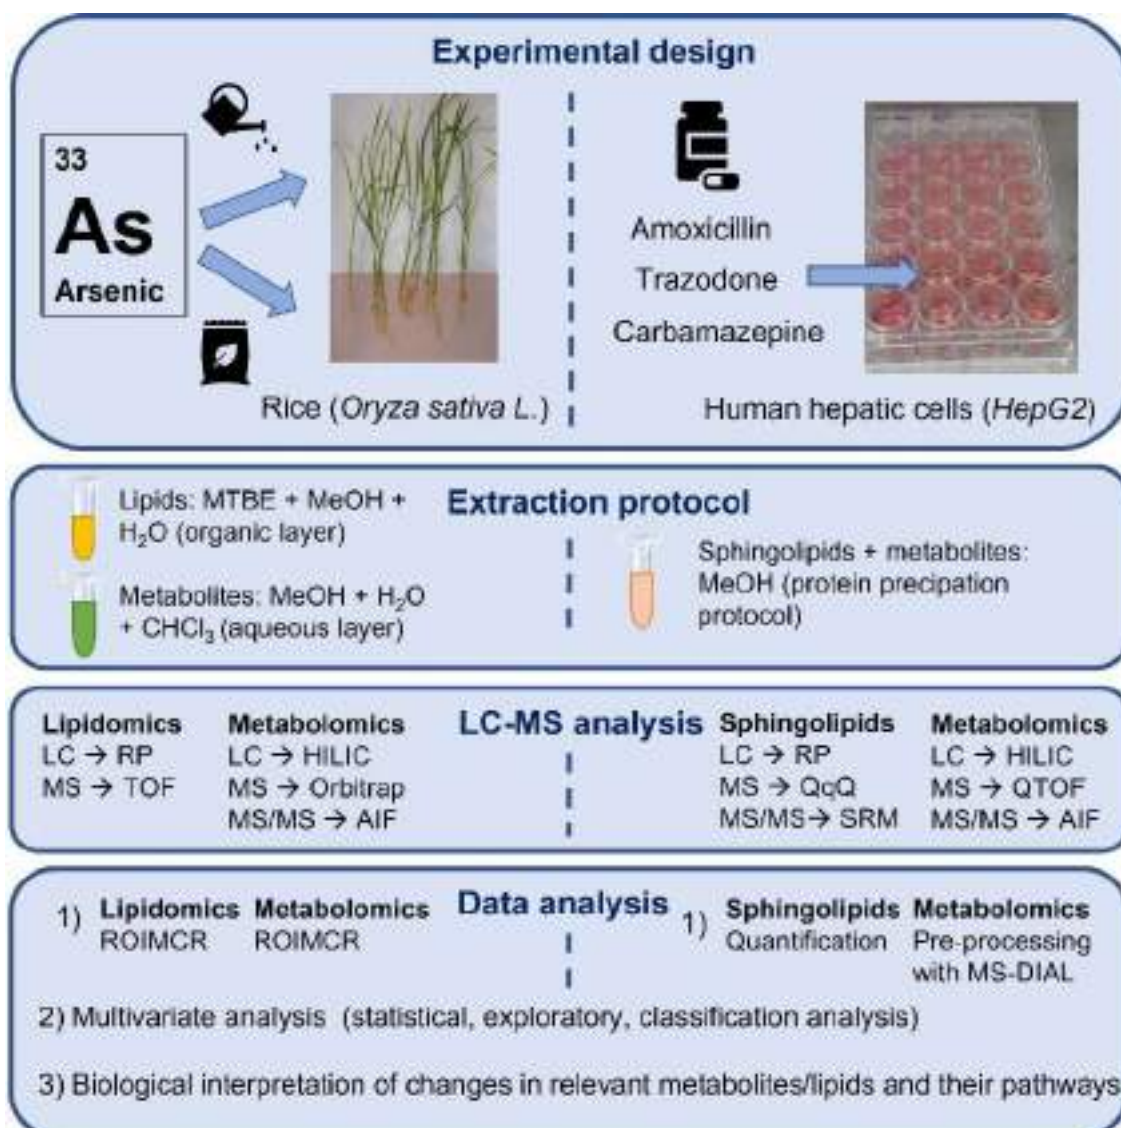 Experimental design
33
As
Arsenic
Rice (Oryza sativa L.)
Amoxicillin
Trazodone
Carbamazepine
Human hepatic cells (HepG2)
Extraction protocol
Lipids: MTBE + MeOH +
H₂O (organic layer)
Metabolites: MeOH + H₂O
+ CHCl₃ (aqueous layer)
Sphingolipids + metabolites:
MeOH (protein precipation
protocol)
LC-MS analysis
Lipidomics
LC → RP
MS → TOF
Metabolomics
LC → HILIC
MS → Orbitrap
MS/MS → AIF
Sphingolipids
LC → RP
MS → QqQ
MS/MS→ SRM
Metabolomics
LC → HILIC
MS → QTOF
MS/MS → AIF
Data analysis
1)
Lipidomics
ROIMCR
Metabolomics
ROIMCR
1)
Sphingolipids
Quantification
Metabolomics
Pre-processing
with MS-DIAL
2) Multivariate analysis (statistical, exploratory, classification analysis)
3) Biological interpretation of changes in relevant metabolites/lipids and their pathways